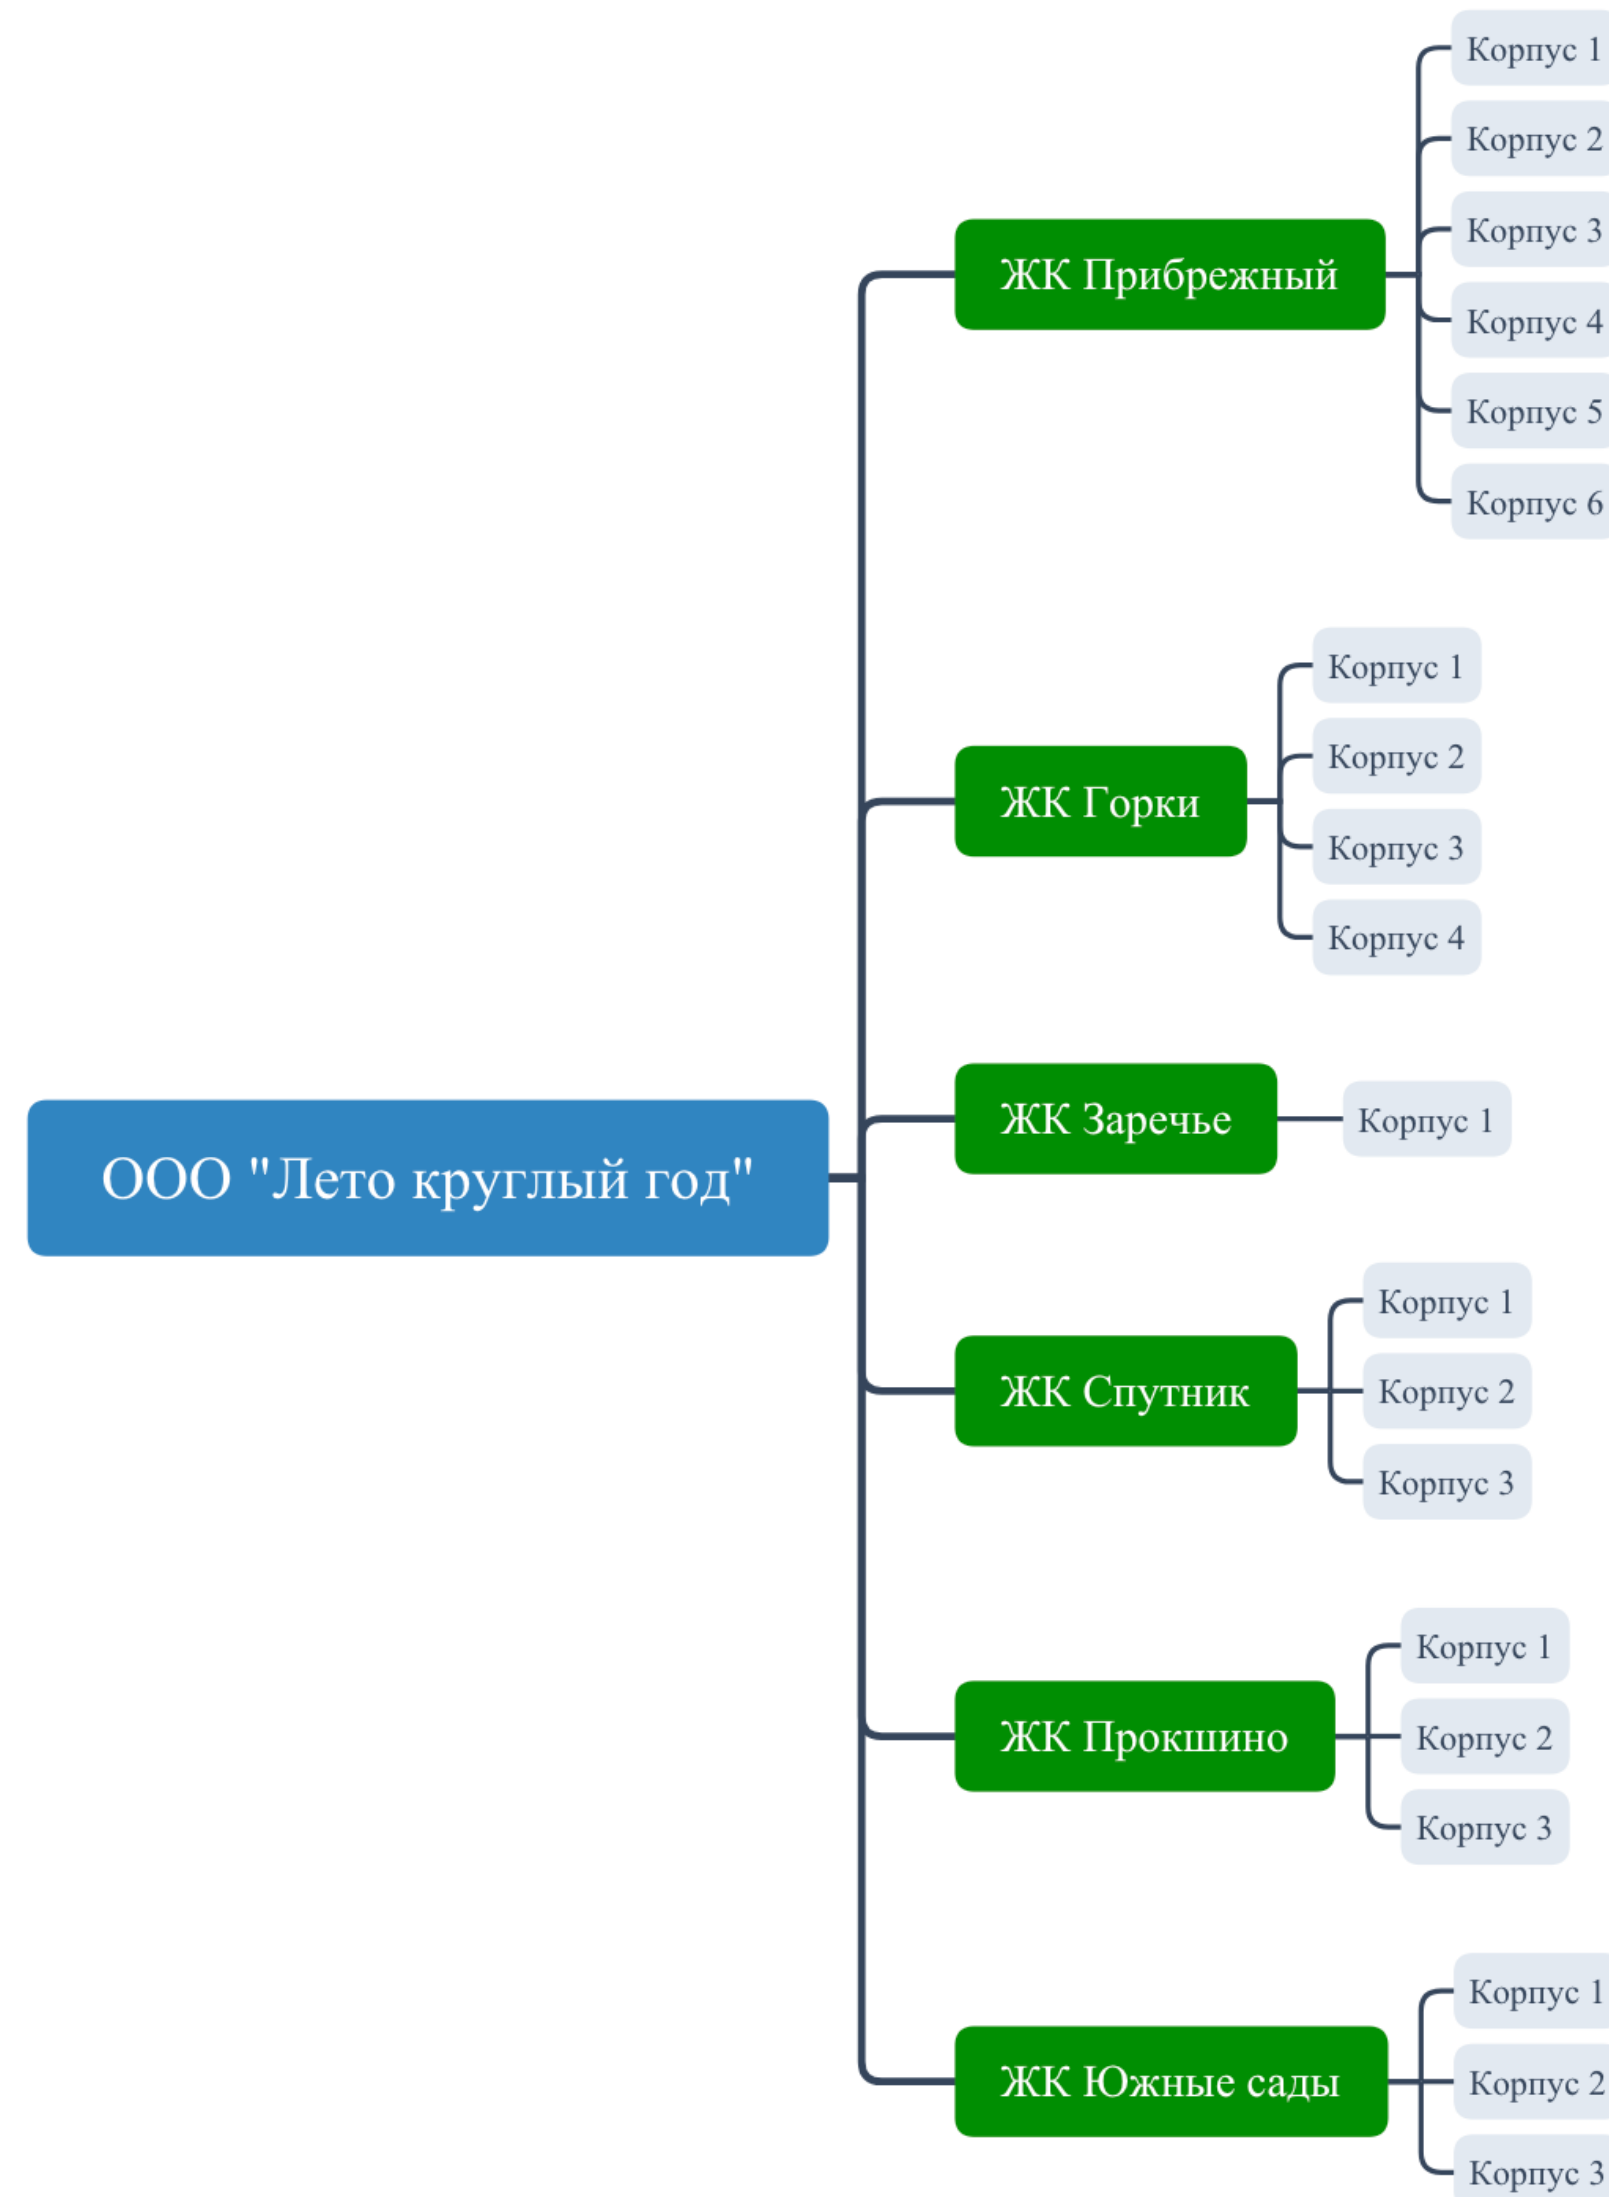 ООО "Лето круглый год"
ЖК Прибрежный
Корпус 1
Корпус 2
Корпус 3
Корпус 4
Корпус 5
Корпус 6
ЖК Горки
Корпус 1
Корпус 2
Корпус 3
Корпус 4
ЖК Заречье
Корпус 1
ЖК Спутник
Корпус 1
Корпус 2
Корпус 3
ЖК Прокшино
Корпус 1
Корпус 2
Корпус 3
ЖК Южные сады
Корпус 1
Корпус 2
Корпус 3